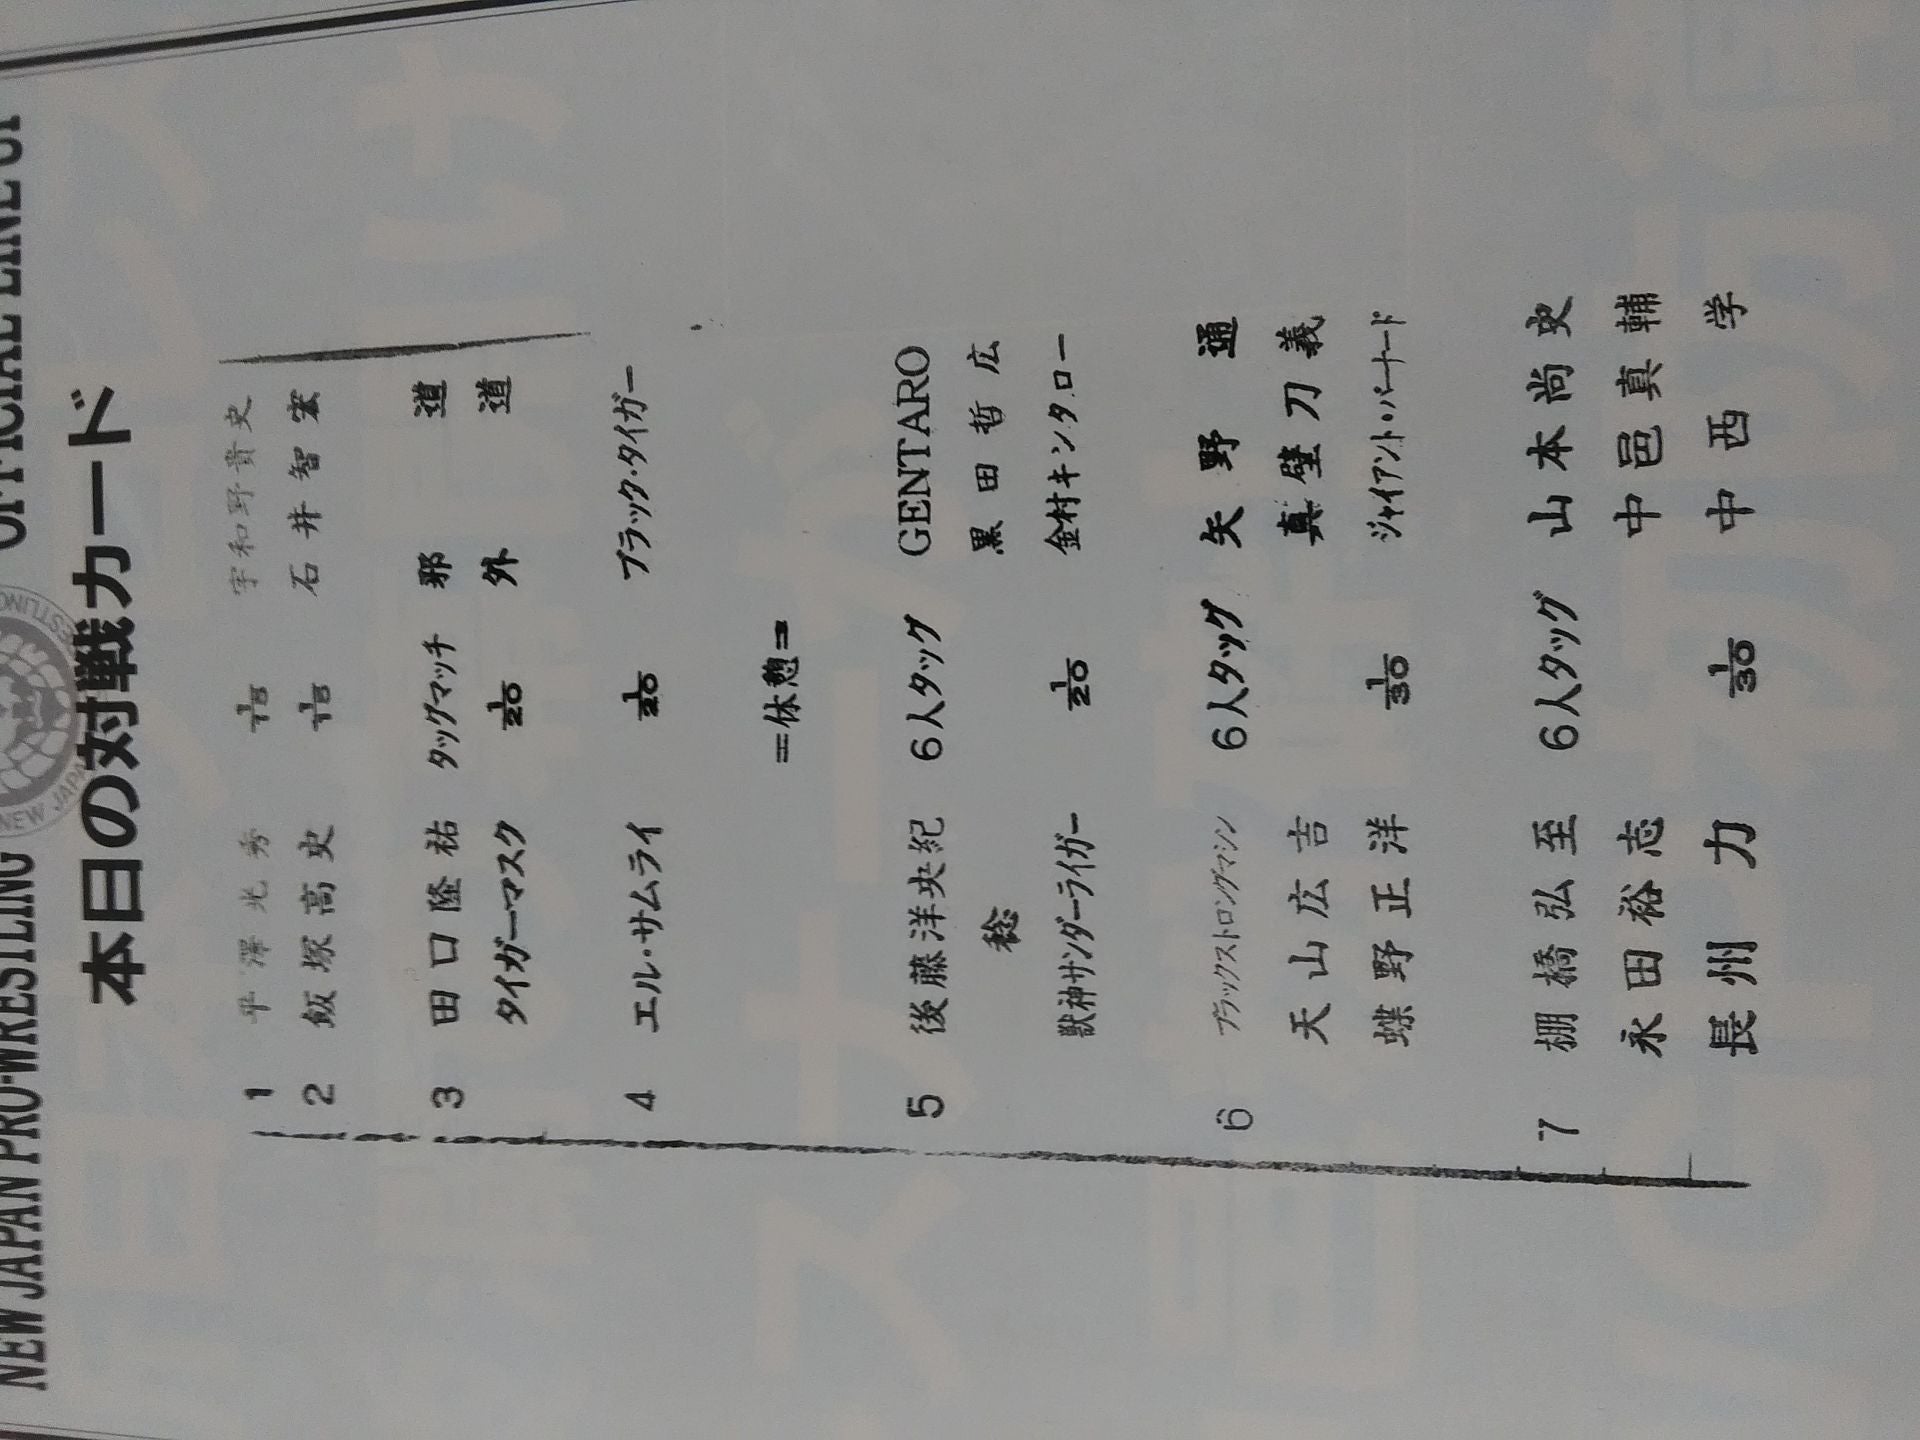 NEW JAPAN PRO-WRESTLING OFFICIAL LINE UP
NEW JAPAN
本日の対戦カード
1 平澤光秀 1/15 宇和野貴史
2 飯塚高史 1/15 石井智宏
3 田口隆祐 タッグマッチ 邪道
タイガーマスク 1/20 外道
4 エル・サムライ 1/20 ブラック・タイガー
=休憩=
5 後藤洋央紀 6人タッグ GENTARO
稔 黒田哲広
獣神サンダーライガー 1/20 金村キンタロー
6 ブラックストロングマシン 6人タッグ 矢野通
天山広吉 真壁刀義
蝶野正洋 1/30 ジャイアント・バーナード
7 棚橋弘至 6人タッグ 山本尚史
永田裕志 中邑真輔
長州力 1/30 中西学